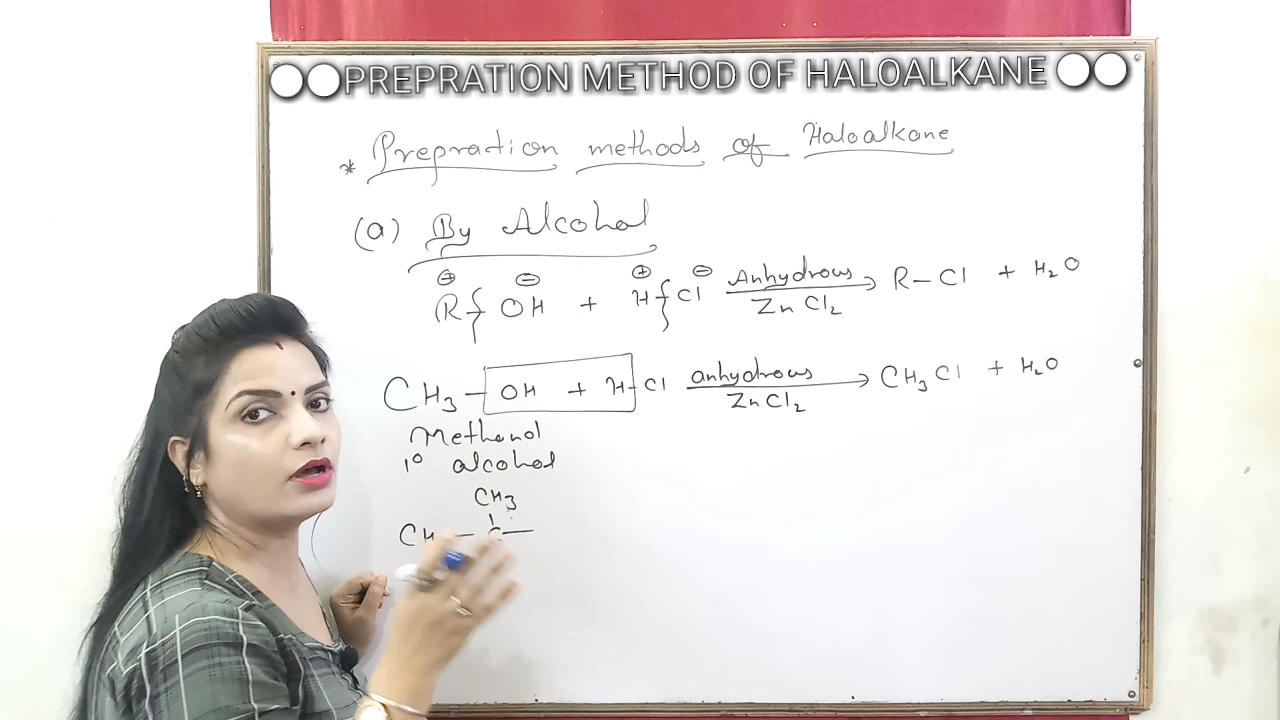 PREPRATION METHOD OF HALOALKANE
* Prepration methods of Haloalkane
(a) By Alcohol
⊕ ⊖ ⊕ ⊖
R OH + H Cl Anhydrous ZnCl₂ → R-Cl + H₂O
CH₃-OH + H-Cl anhydrous ZnCl₂ → CH₃Cl + H₂O
Methanol
1° alcohol
CH₃
CH — C —